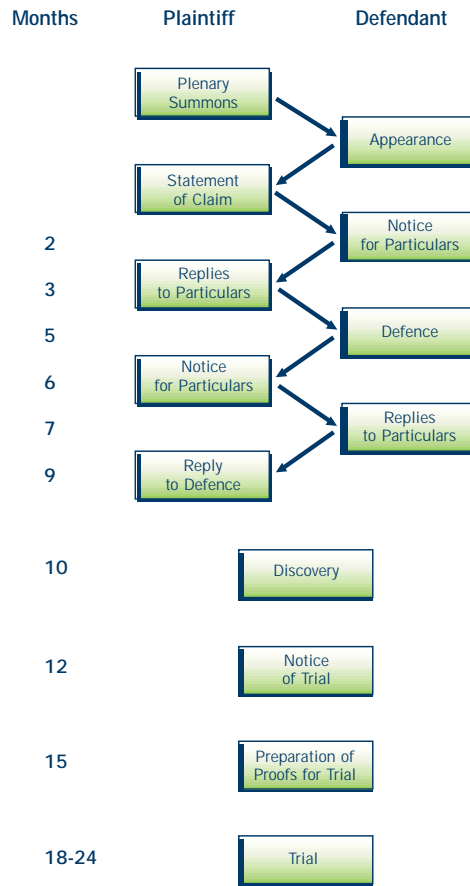 Months Plaintiff Defendant
Plenary
Summons
Appearance
Statement
of Claim
2
Notice
for Particulars
3
Replies
to Particulars
5
Defence
6
Notice
for Particulars
7
Replies
to Particulars
9
Reply
to Defence
10
Discovery
12
Notice
of Trial
15
Preparation of
Proofs for Trial
18-24
Trial